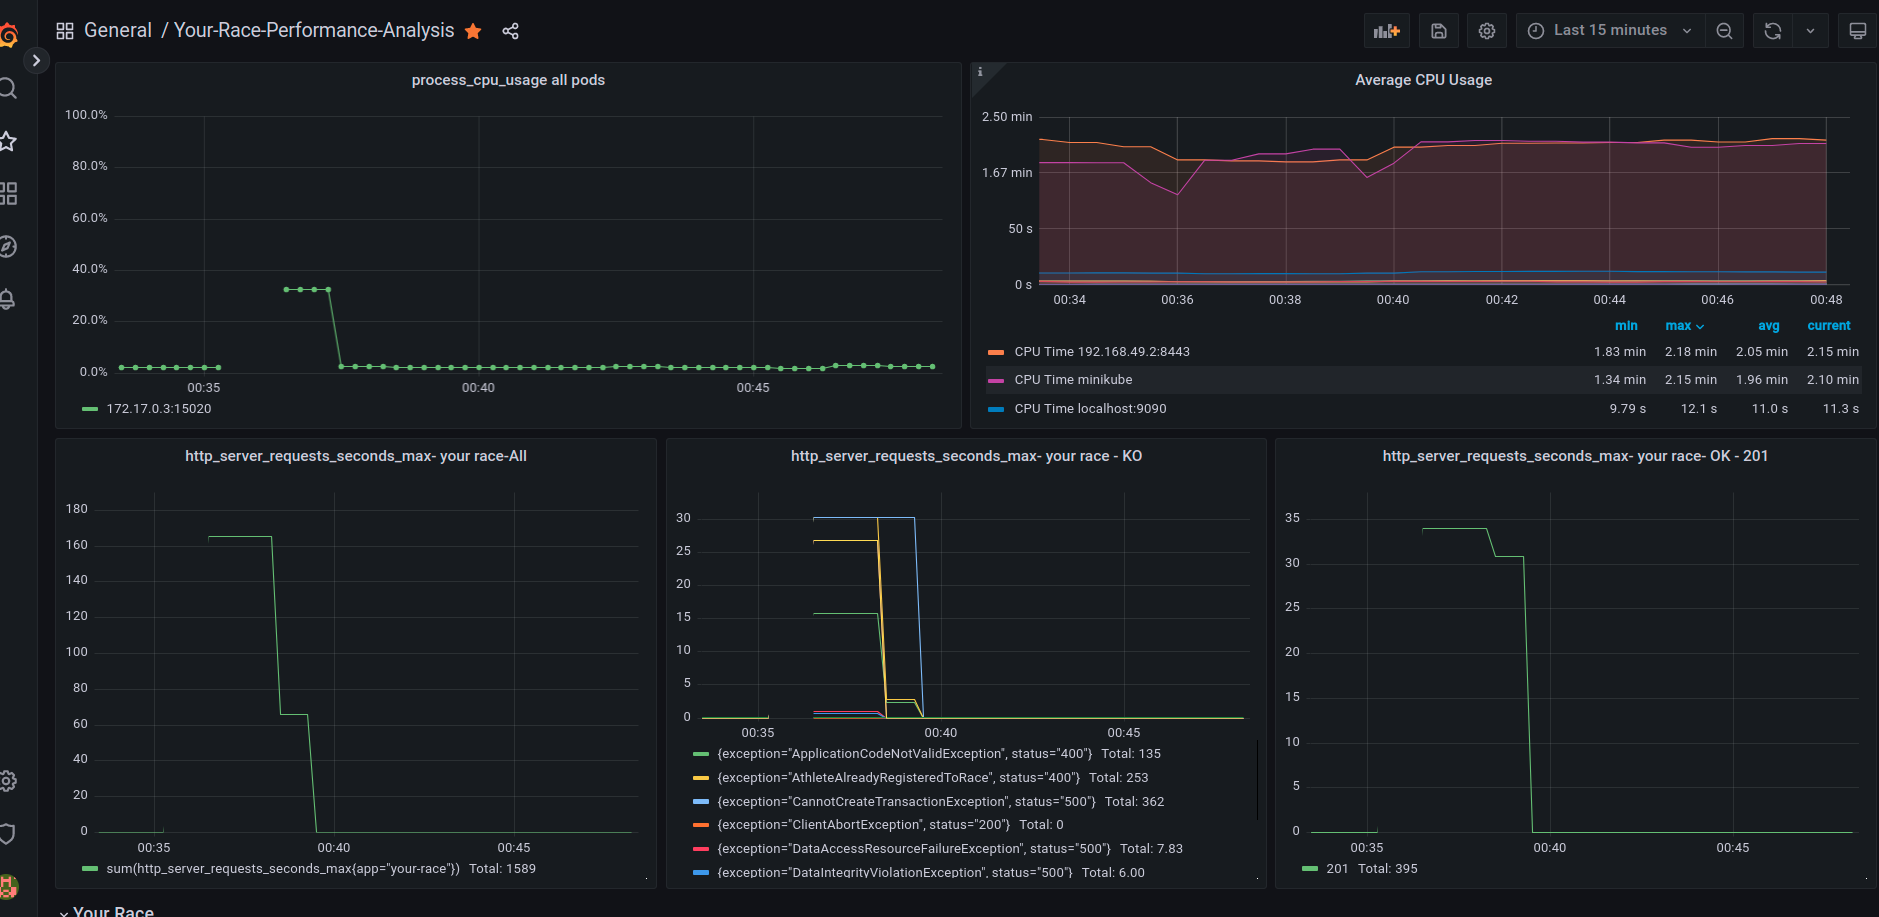 General / Your-Race-Performance-Analysis
Last 15 minutes
process_cpu_usage all pods
100.0%
80.0%
60.0%
40.0%
20.0%
0.0%
00:35 00:40 00:45
172.17.0.3:15020
i
Average CPU Usage
2.50 min
1.67 min
50 s
0 s
00:34 00:36 00:38 00:40 00:42 00:44 00:46 00:48
min max avg current
CPU Time 192.168.49.2:8443 1.83 min 2.18 min 2.05 min 2.15 min
CPU Time minikube 1.34 min 2.15 min 1.96 min 2.10 min
CPU Time localhost:9090 9.79 s 12.1 s 11.0 s 11.3 s
http_server_requests_seconds_max- your race-All
180
160
140
120
100
80
60
40
20
0
00:35 00:40 00:45
sum(http_server_requests_seconds_max{app="your-race"}) Total: 1589
http_server_requests_seconds_max- your race - KO
30
25
20
15
10
5
0
00:35 00:40 00:45
{exception="ApplicationCodeNotValidException", status="400"} Total: 135
{exception="AthleteAlreadyRegisteredToRace", status="400"} Total: 253
{exception="CannotCreateTransactionException", status="500"} Total: 362
{exception="ClientAbortException", status="200"} Total: 0
{exception="DataAccessResourceFailureException", status="500"} Total: 7.83
{exception="DataIntegrityViolationException", status="500"} Total: 6.00
http_server_requests_seconds_max- your race- OK - 201
35
30
25
20
15
10
5
0
00:35 00:40 00:45
201 Total: 395
Your Race